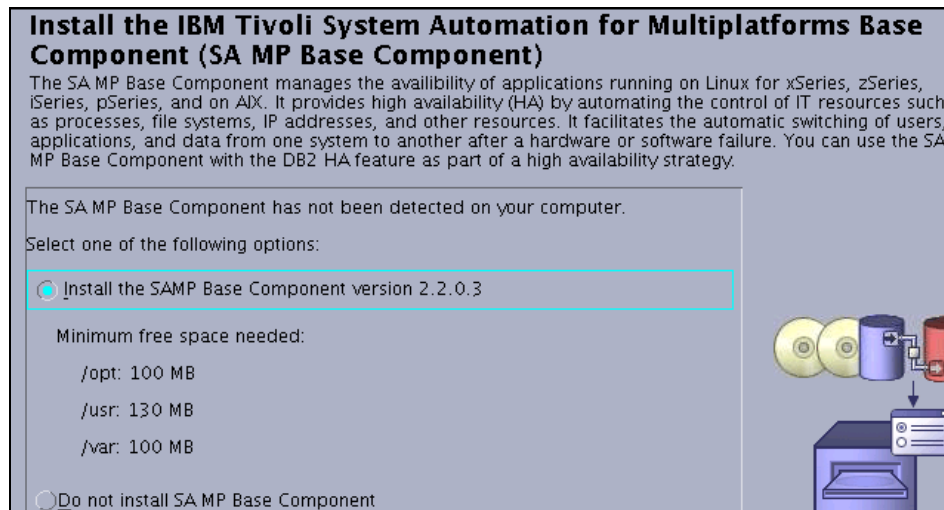 Install the IBM Tivoli System Automation for Multiplatforms Base
Component (SA MP Base Component)
The SA MP Base Component manages the availibility of applications running on Linux for xSeries, zSeries,
iSeries, pSeries, and on AIX. It provides high availability (HA) by automating the control of IT resources such
as processes, file systems, IP addresses, and other resources. It facilitates the automatic switching of users,
applications, and data from one system to another after a hardware or software failure. You can use the SA
MP Base Component with the DB2 HA feature as part of a high availability strategy.
The SA MP Base Component has not been detected on your computer.
Select one of the following options:
Install the SAMP Base Component version 2.2.0.3
Minimum free space needed:
/opt: 100 MB
/usr: 130 MB
/var: 100 MB
Do not install SA MP Base Component